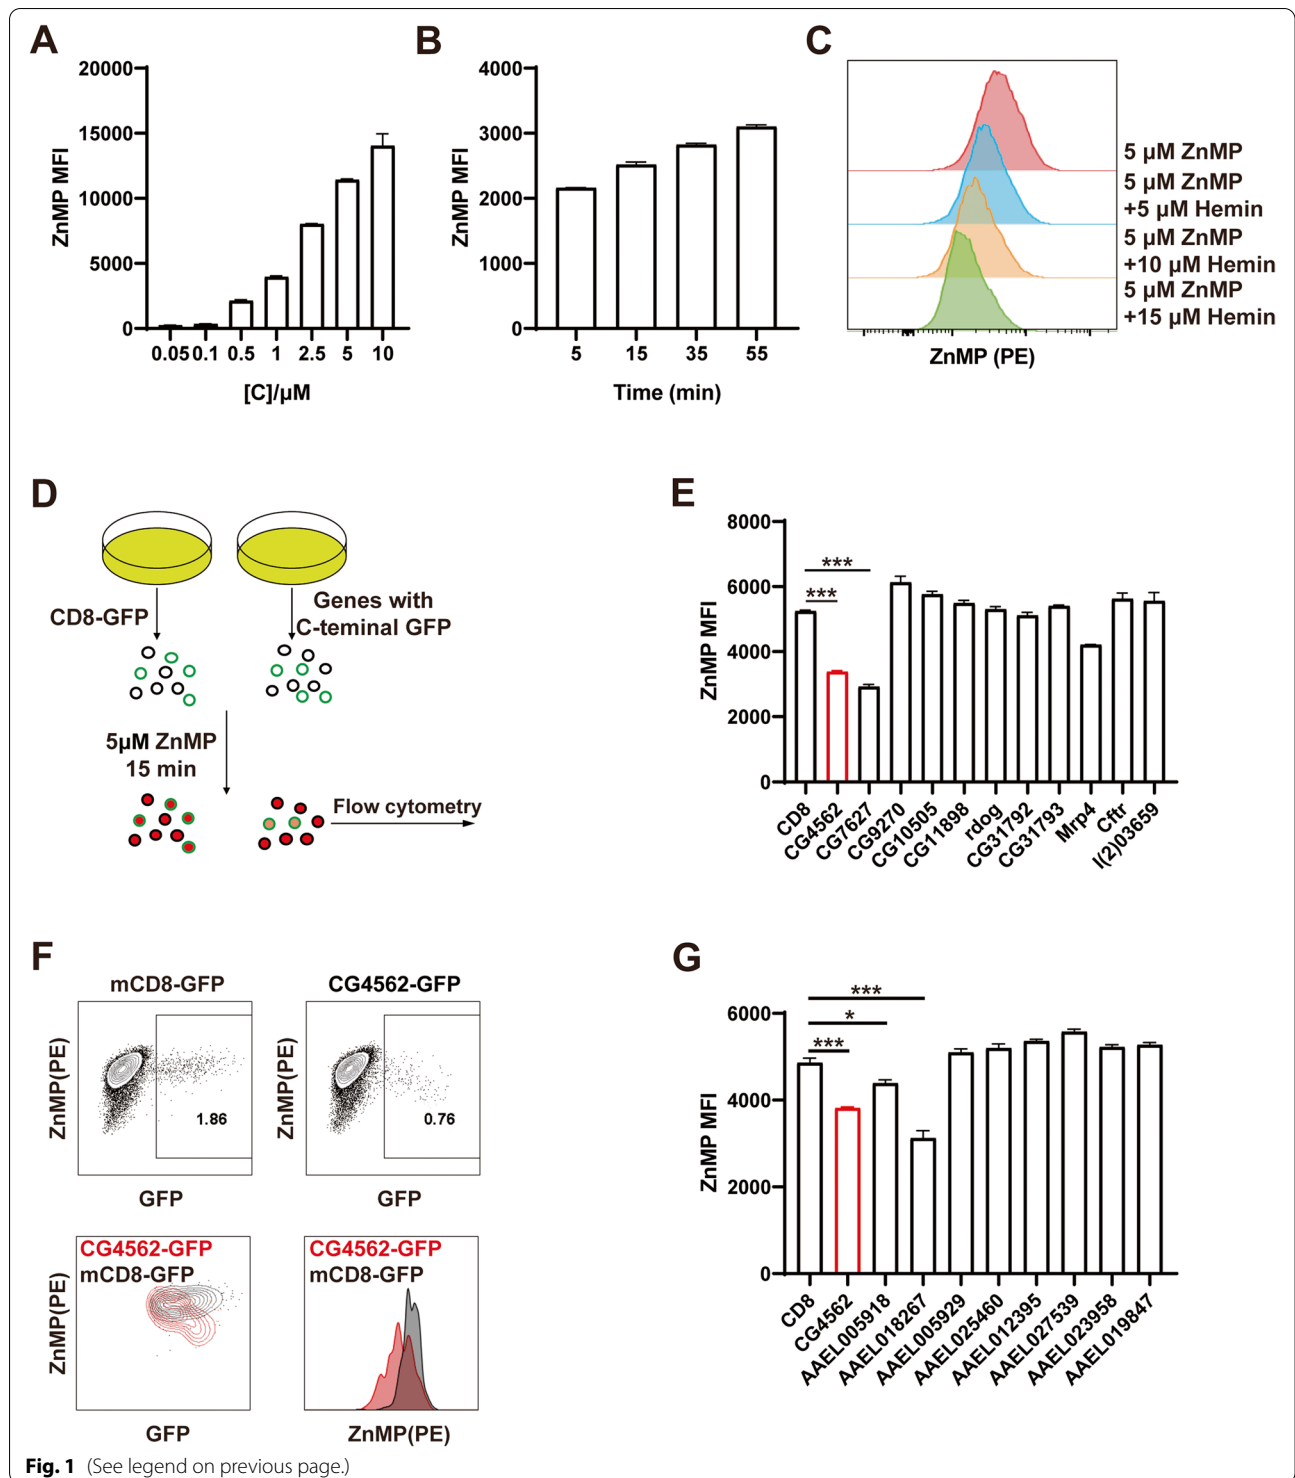 A
20000
15000
10000
5000
0
ZnMP MFI
0.05 0.1 0.5 1 2.5 5 10
[C]/µM
B
4000
3000
2000
1000
0
ZnMP MFI
5 15 35 55
Time (min)
C
5 µM ZnMP
5 µM ZnMP
+5 µM Hemin
5 µM ZnMP
+10 µM Hemin
5 µM ZnMP
+15 µM Hemin
ZnMP (PE)
D
CD8-GFP
Genes with
C-teminal GFP
5µM ZnMP
15 min
Flow cytometry
E
8000
6000
4000
2000
0
ZnMP MFI
***
***
CD8 CG4562 CG7627 CG9270 CG10505 CG11898 rdog CG31792 CG31793 Mrp4 Cftr l(2)03659
F
mCD8-GFP
ZnMP(PE)
1.86
GFP
CG4562-GFP
ZnMP(PE)
0.76
GFP
CG4562-GFP
mCD8-GFP
ZnMP(PE)
GFP
CG4562-GFP
mCD8-GFP
ZnMP(PE)
G
6000
4000
2000
0
ZnMP MFI
***
*
***
CD8 CG4562 AAEL005918 AAEL018267 AAEL005929 AAEL025460 AAEL012395 AAEL027539 AAEL023958 AAEL019847
Fig. 1 (See legend on previous page.)